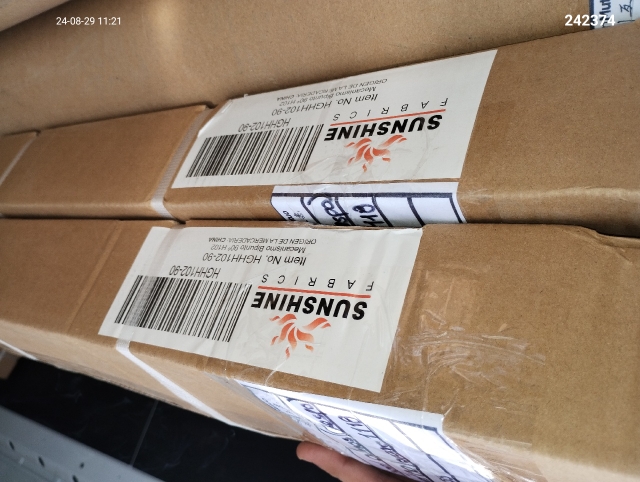 24-08-29 11:21
242374
SUNSHINE
FABRICS
Item No. HGHH102-90
Mecanismo Bipunto 90° H102
ORIGEN DE LA MERCADERIA: CHINA
HGHH102-90
SUNSHINE
FABRICS
Item No. HGHH102-90
Mecanismo Bipunto 90° H102
ORIGEN DE LA MERCADERIA: CHINA
HGHH102-90